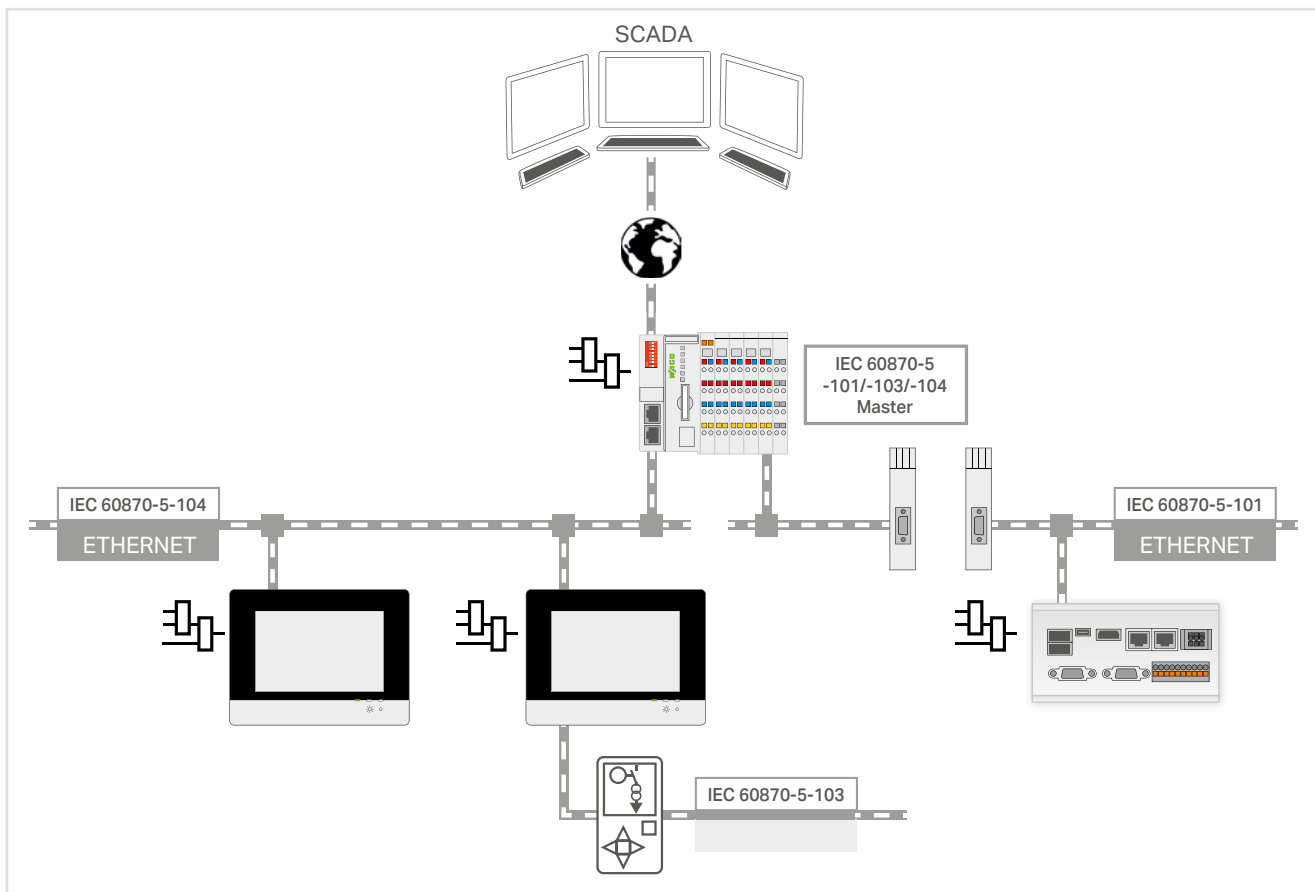 SCADA
WAGO
IEC 60870-5
-101/-103/-104
Master
IEC 60870-5-104
ETHERNET
IEC 60870-5-101
ETHERNET
IEC 60870-5-103